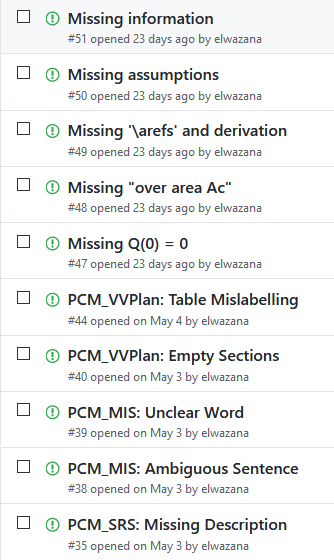 Missing information
#51 opened 23 days ago by elwazana
Missing assumptions
#50 opened 23 days ago by elwazana
Missing '\arefs' and derivation
#49 opened 23 days ago by elwazana
Missing "over area Ac"
#48 opened 23 days ago by elwazana
Missing Q(0) = 0
#47 opened 23 days ago by elwazana
PCM_VVPlan: Table Mislabelling
#44 opened on May 4 by elwazana
PCM_VVPlan: Empty Sections
#40 opened on May 3 by elwazana
PCM_MIS: Unclear Word
#39 opened on May 3 by elwazana
PCM_MIS: Ambiguous Sentence
#38 opened on May 3 by elwazana
PCM_SRS: Missing Description
#35 opened on May 3 by elwazana